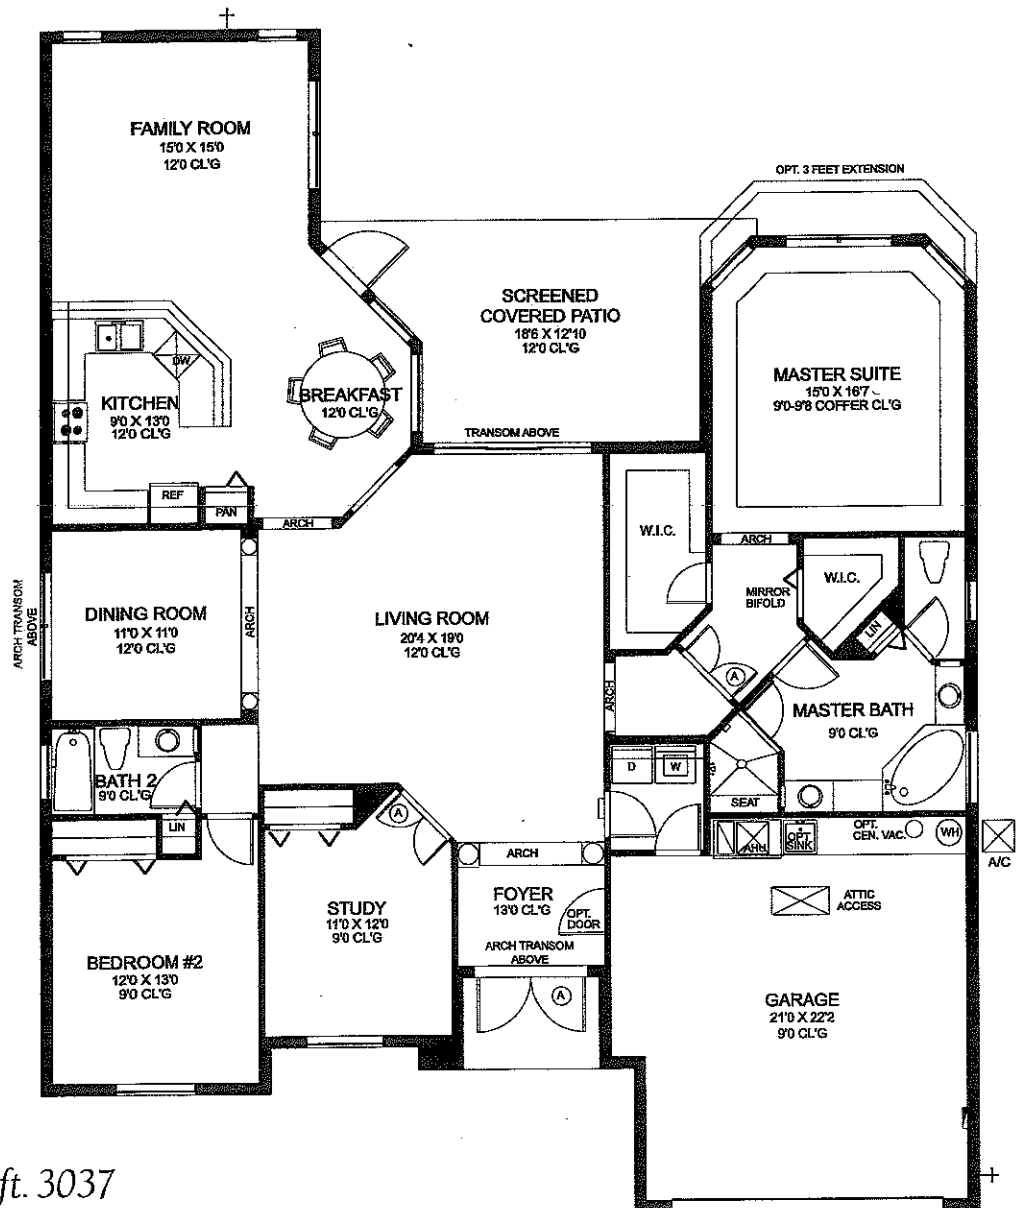 FAMILY ROOM
15'0 X 15'0
12'0 CL'G
OPT. 3 FEET EXTENSION
SCREENED
COVERED PATIO
18'6 X 12'10
12'0 CL'G
TRANSOM ABOVE
MASTER SUITE
15'0 X 16'7
9'0-9'8 COFFER CL'G
DW
KITCHEN
9'0 X 13'0
12'0 CL'G
BREAKFAST
12'0 CL'G
REF
PAN
ARCH
ARCH TRANSOM
ABOVE
DINING ROOM
11'0 X 11'0
12'0 CL'G
ARCH
LIVING ROOM
20'4 X 19'0
12'0 CL'G
W.I.C.
ARCH
MIRROR
BIFOLD
W.I.C.
LIN
A
ARCH
MASTER BATH
9'0 CL'G
BATH 2
9'0 CL'G
LIN
D
W
SEAT
A
ARCH
AHU
OPT
SINK
OPT.
CEN. VAC.
WH
A/C
FOYER
13'0 CL'G
OPT.
DOOR
ARCH TRANSOM
ABOVE
A
STUDY
11'0 X 12'0
9'0 CL'G
ATTIC
ACCESS
BEDROOM #2
12'0 X 13'0
9'0 CL'G
GARAGE
21'0 X 22'2
9'0 CL'G
ft. 3037